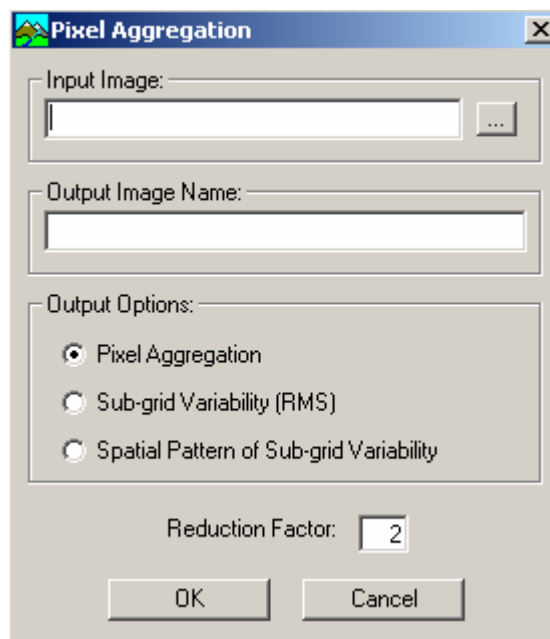 Pixel Aggregation
Input Image:
...
Output Image Name:
Output Options:
Pixel Aggregation
Sub-grid Variability (RMS)
Spatial Pattern of Sub-grid Variability
Reduction Factor: 2
OK Cancel